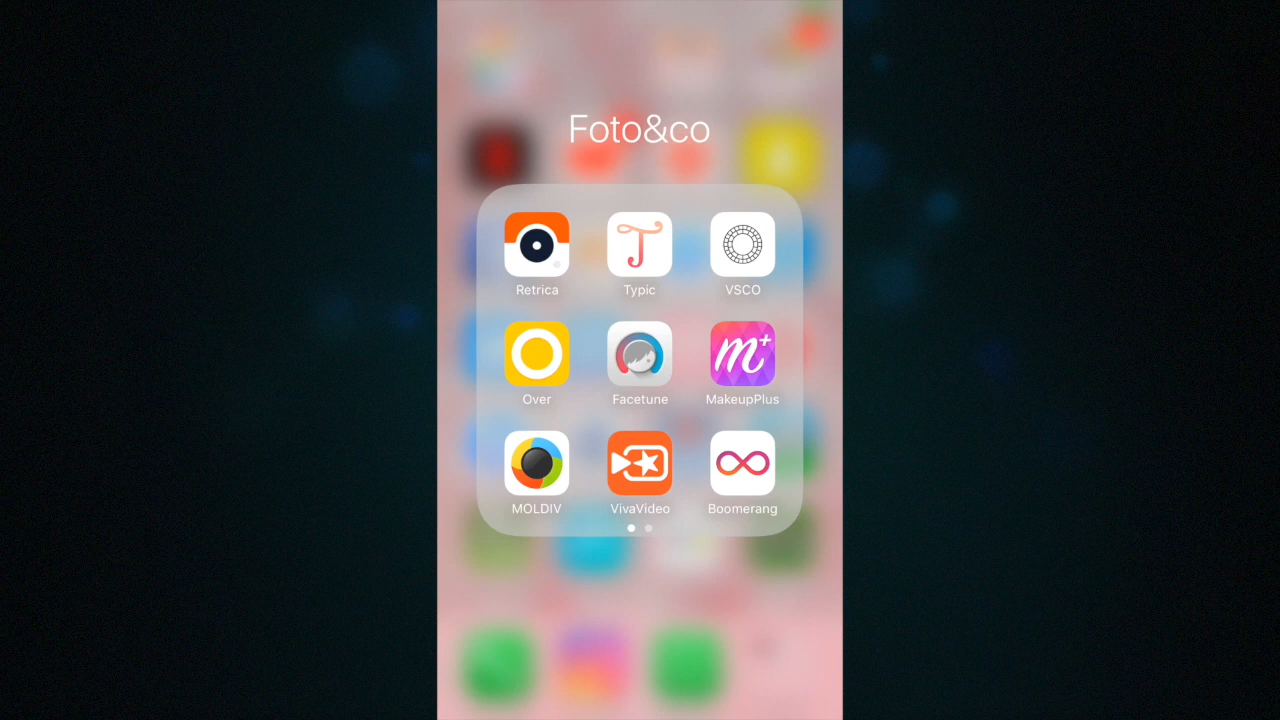 Foto&co
Retrica Typic VSCO
Over Facetune MakeupPlus
MOLDIV VivaVideo Boomerang